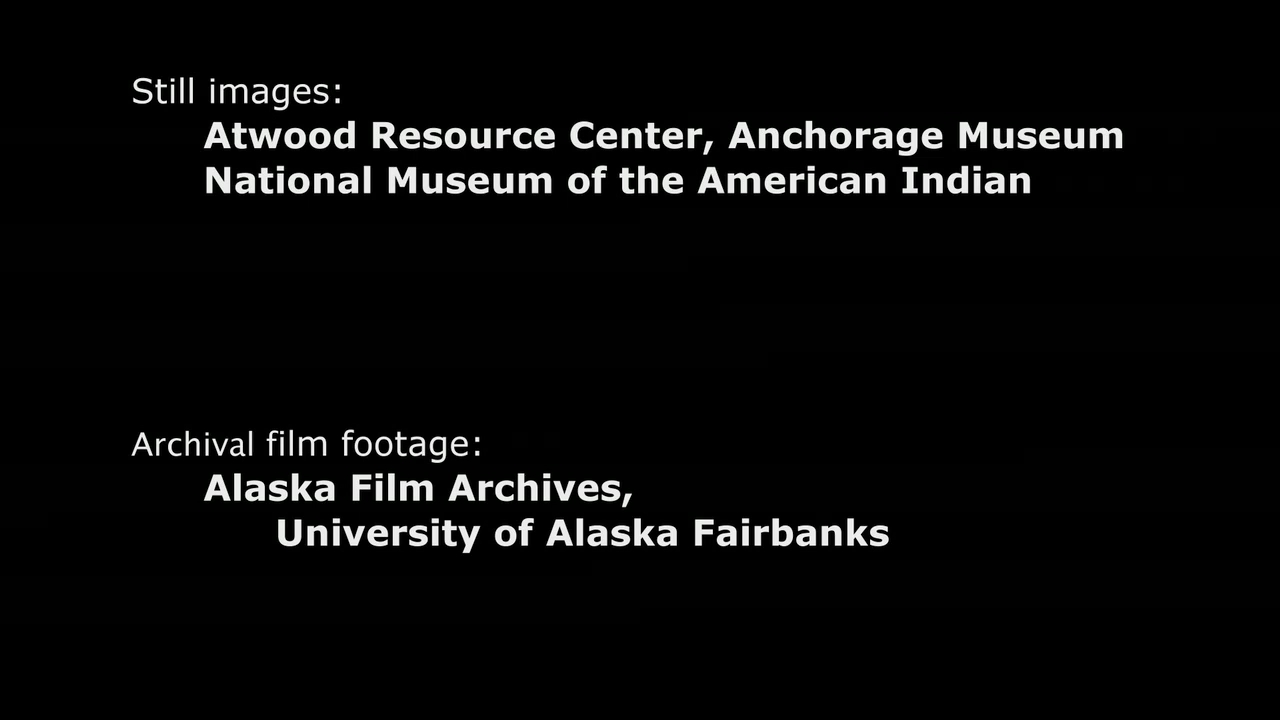 Still images:
Atwood Resource Center, Anchorage Museum
National Museum of the American Indian
Archival film footage:
Alaska Film Archives,
University of Alaska Fairbanks